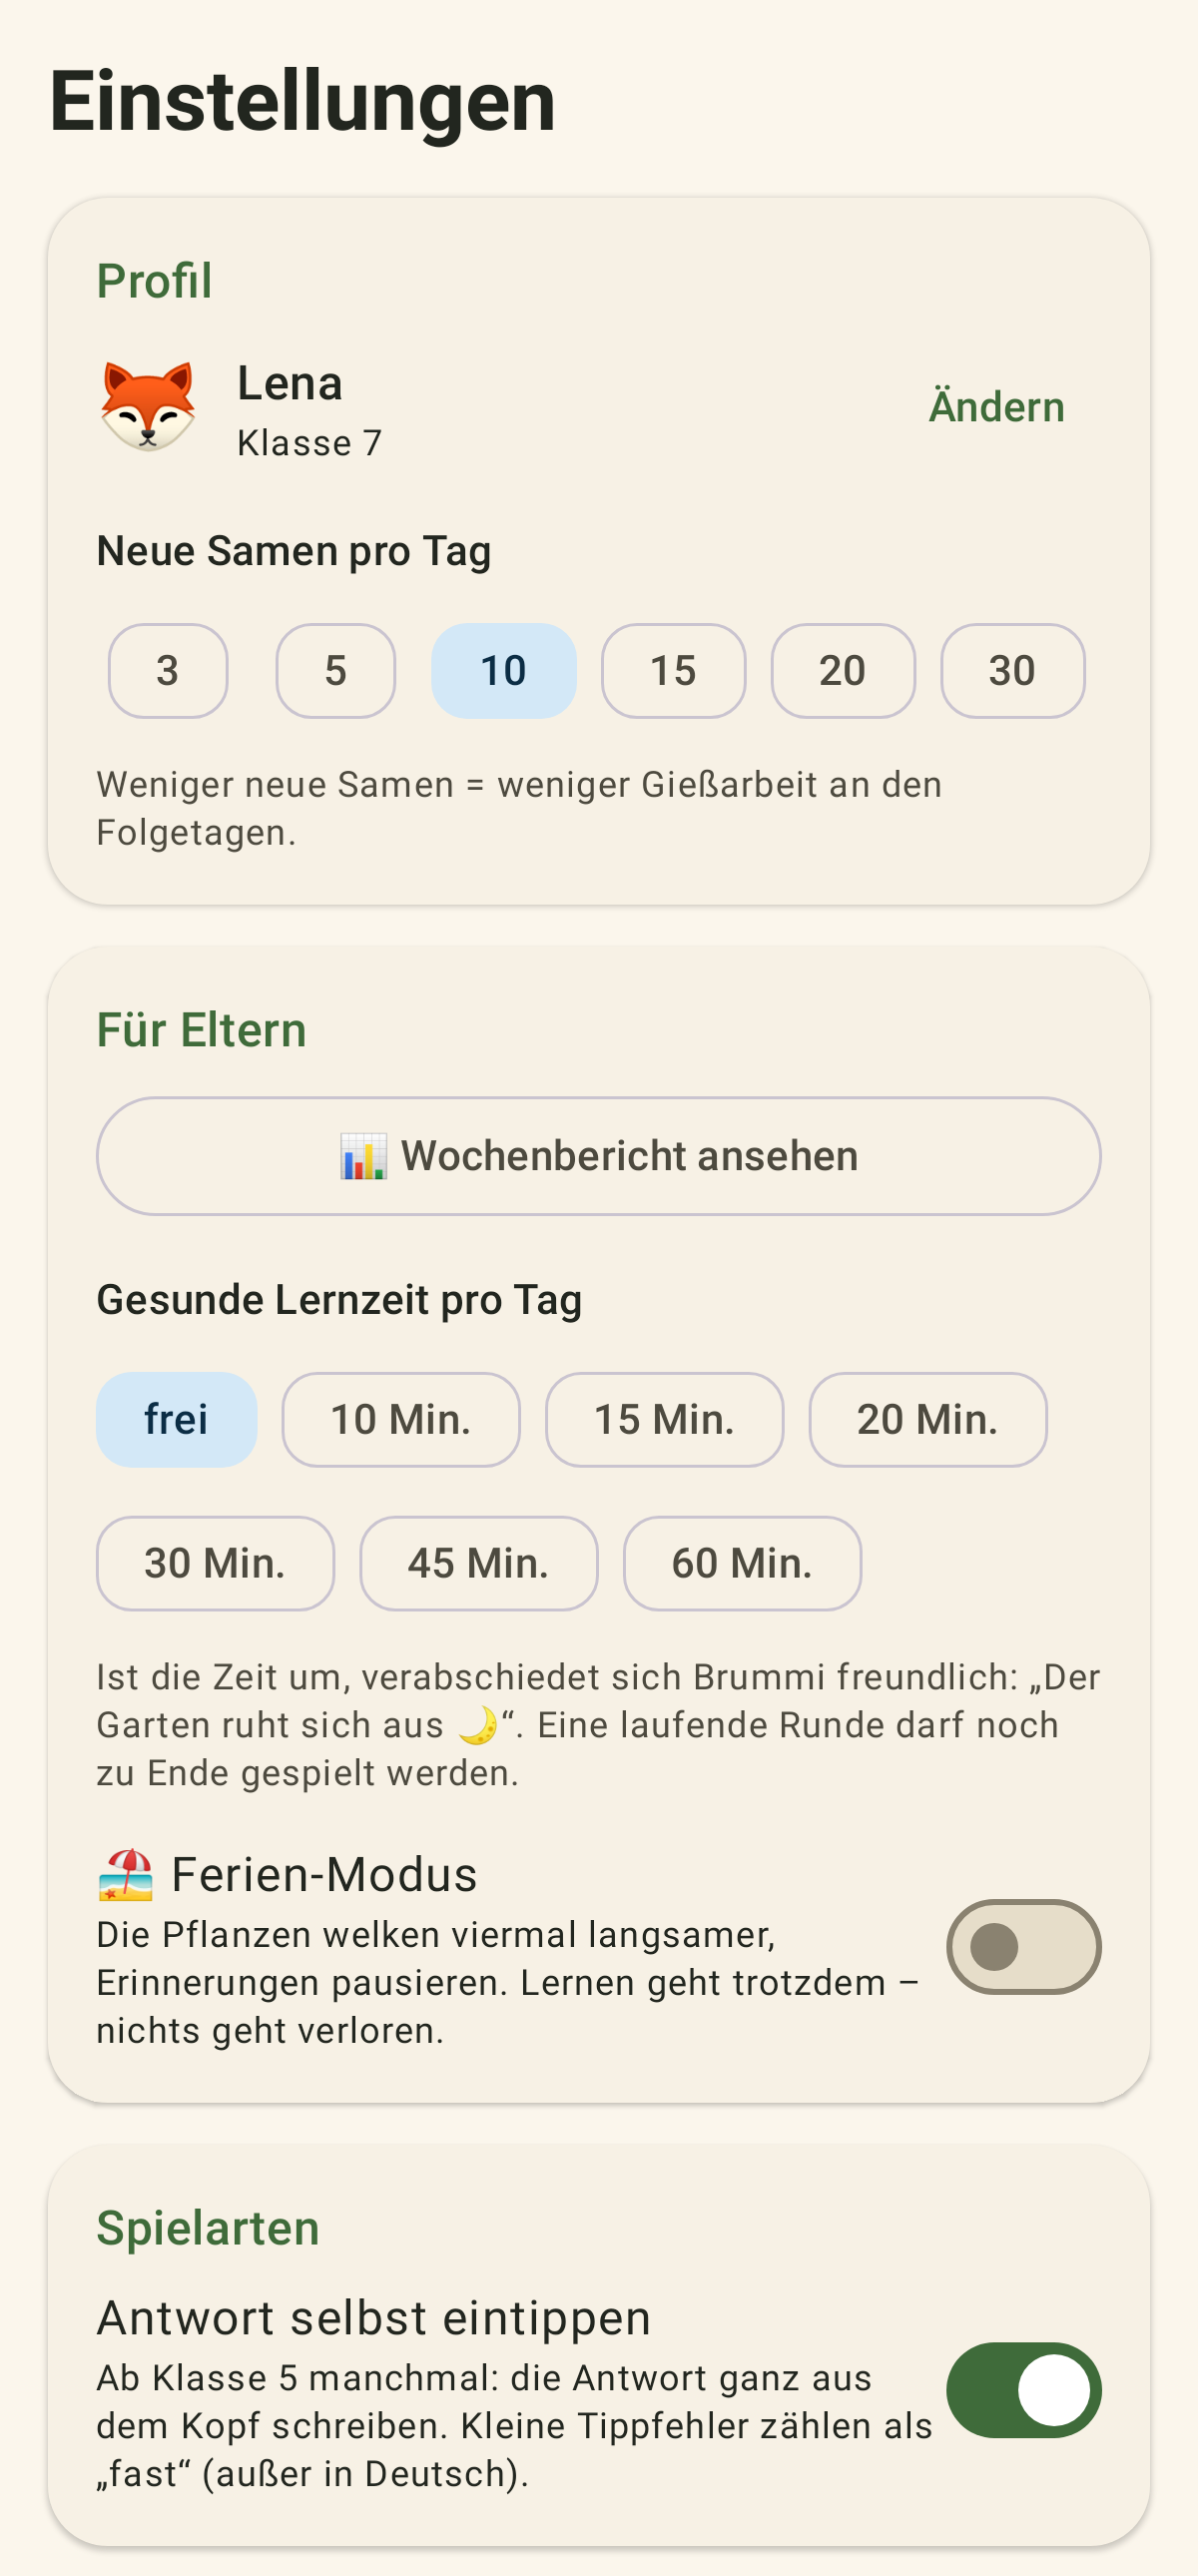 Einstellungen
Profil
Lena
Klasse 7
Ändern
Neue Samen pro Tag
3 5 10 15 20 30
Weniger neue Samen = weniger Gießarbeit an den
Folgetagen.
Für Eltern
📊 Wochenbericht ansehen
Gesunde Lernzeit pro Tag
frei 10 Min. 15 Min. 20 Min.
30 Min. 45 Min. 60 Min.
Ist die Zeit um, verabschiedet sich Brummi freundlich: „Der
Garten ruht sich aus 🌙“. Eine laufende Runde darf noch
zu Ende gespielt werden.
🏖️ Ferien-Modus
Die Pflanzen welken viermal langsamer,
Erinnerungen pausieren. Lernen geht trotzdem –
nichts geht verloren.
Spielarten
Antwort selbst eintippen
Ab Klasse 5 manchmal: die Antwort ganz aus
dem Kopf schreiben. Kleine Tippfehler zählen als
„fast“ (außer in Deutsch).